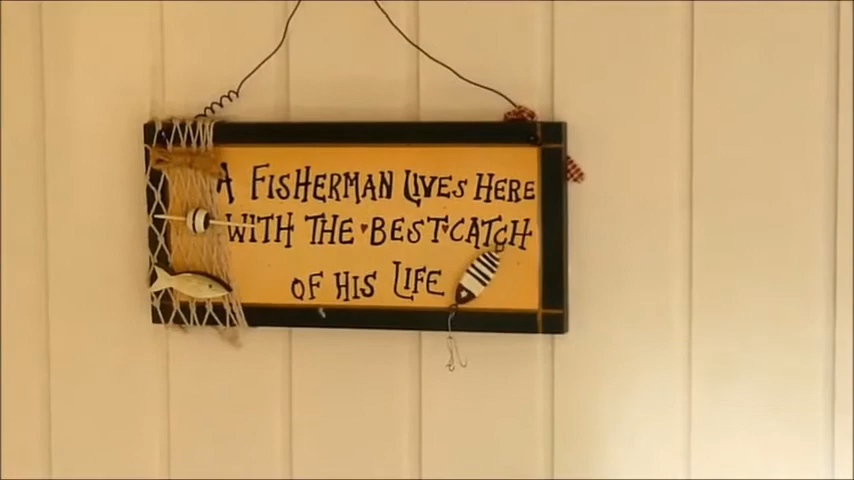 A FISHERMAN LIVES HERE
WITH THE BEST CATCH
OF HIS LIFE